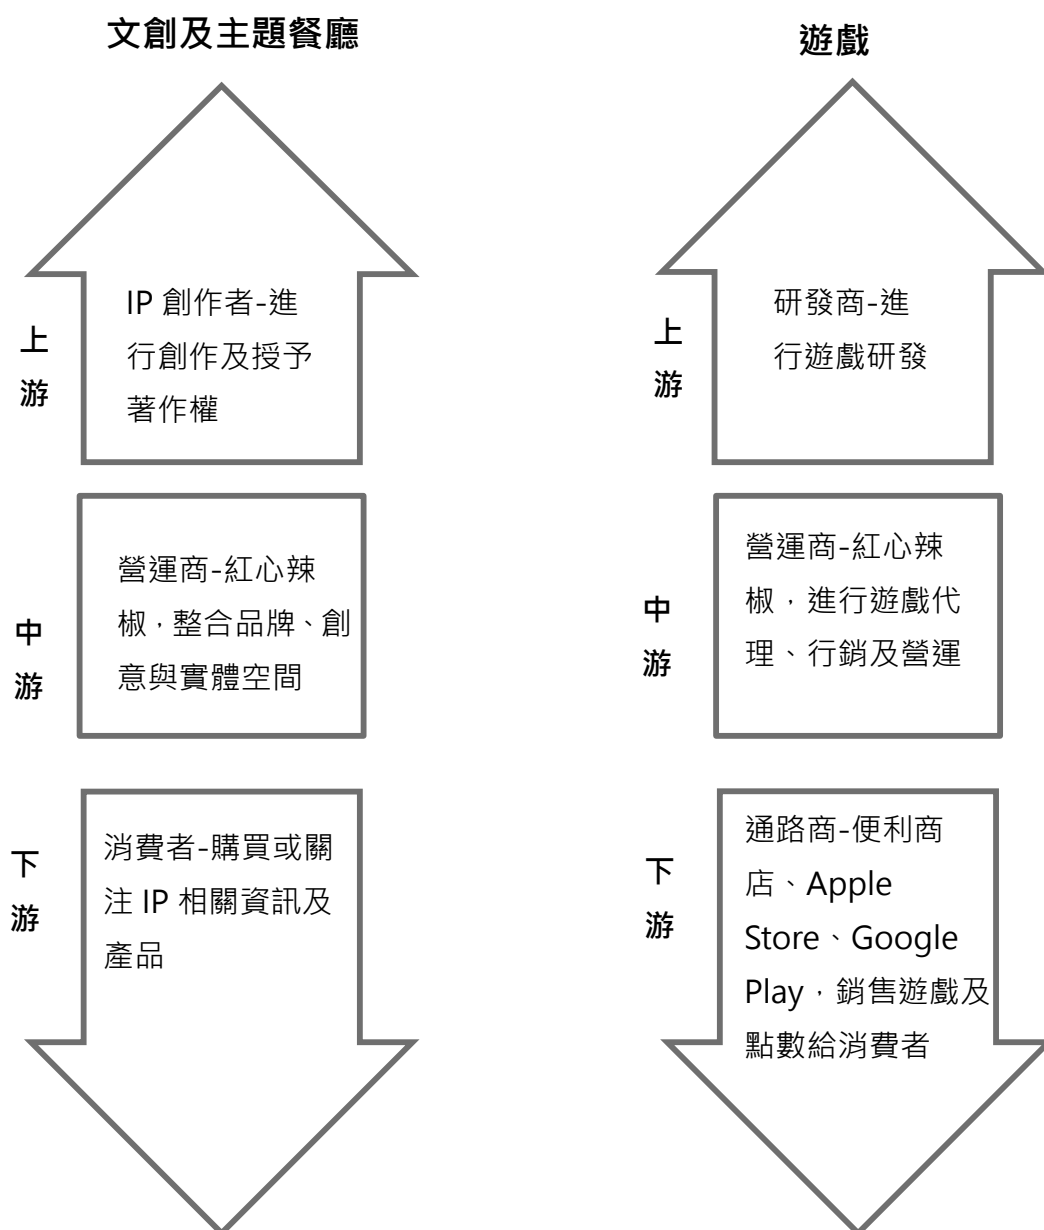 文創及主題餐廳
上
游
IP 創作者-進
行創作及授予
著作權
中
游
營運商-紅心辣
椒，整合品牌、創
意與實體空間
下
游
消費者-購買或關
注 IP 相關資訊及
產品
遊戲
上
游
研發商-進
行遊戲研發
中
游
營運商-紅心辣
椒，進行遊戲代
理、行銷及營運
下
游
通路商-便利商
店、Apple
Store、Google
Play，銷售遊戲及
點數給消費者